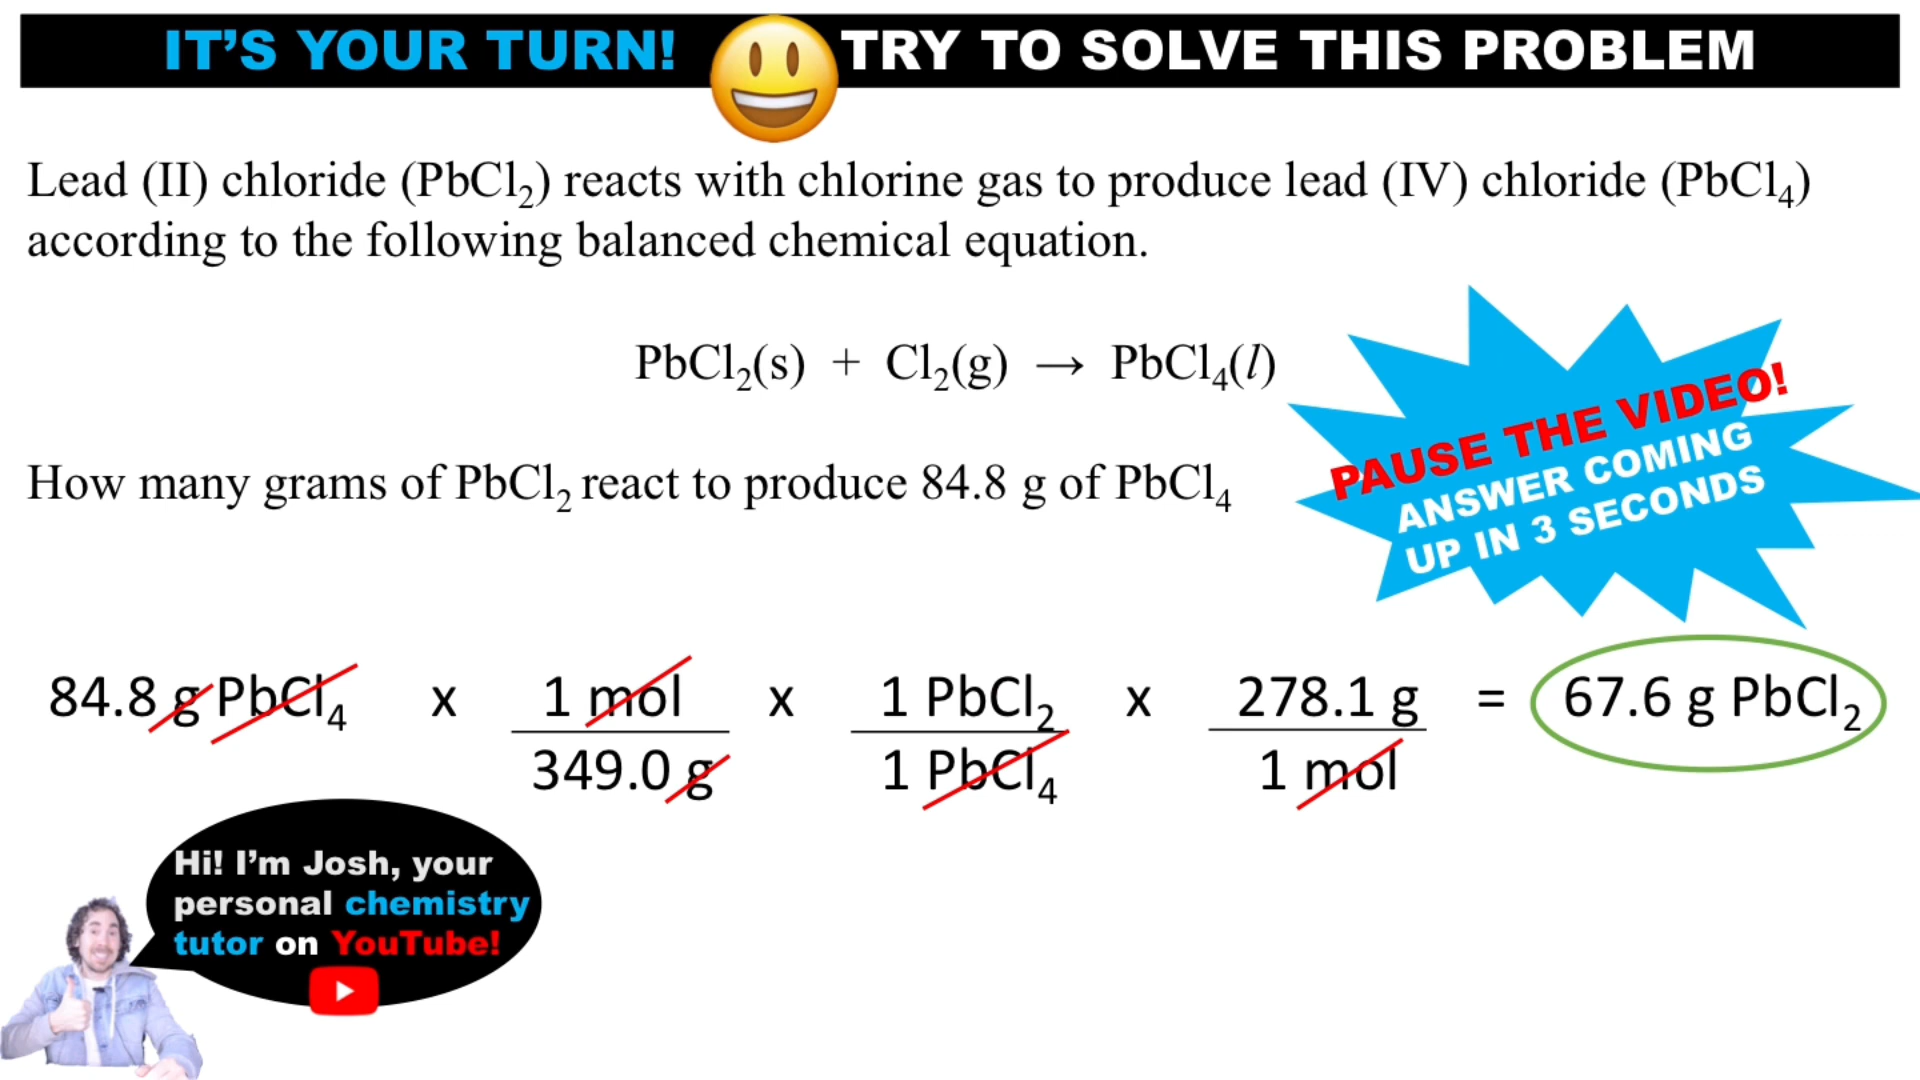 IT’S YOUR TURN! TRY TO SOLVE THIS PROBLEM
Lead (II) chloride (PbCl₂) reacts with chlorine gas to produce lead (IV) chloride (PbCl₄)
according to the following balanced chemical equation.
PbCl₂(s) + Cl₂(g) → PbCl₄(l)
PAUSE THE VIDEO!
ANSWER COMING
UP IN 3 SECONDS
How many grams of PbCl₂ react to produce 84.8 g of PbCl₄
84.8 g PbCl₄ x 1 mol x 1 PbCl₂ x 278.1 g = 67.6 g PbCl₂
349.0 g 1 PbCl₄ 1 mol
Hi! I’m Josh, your
personal chemistry
tutor on YouTube!